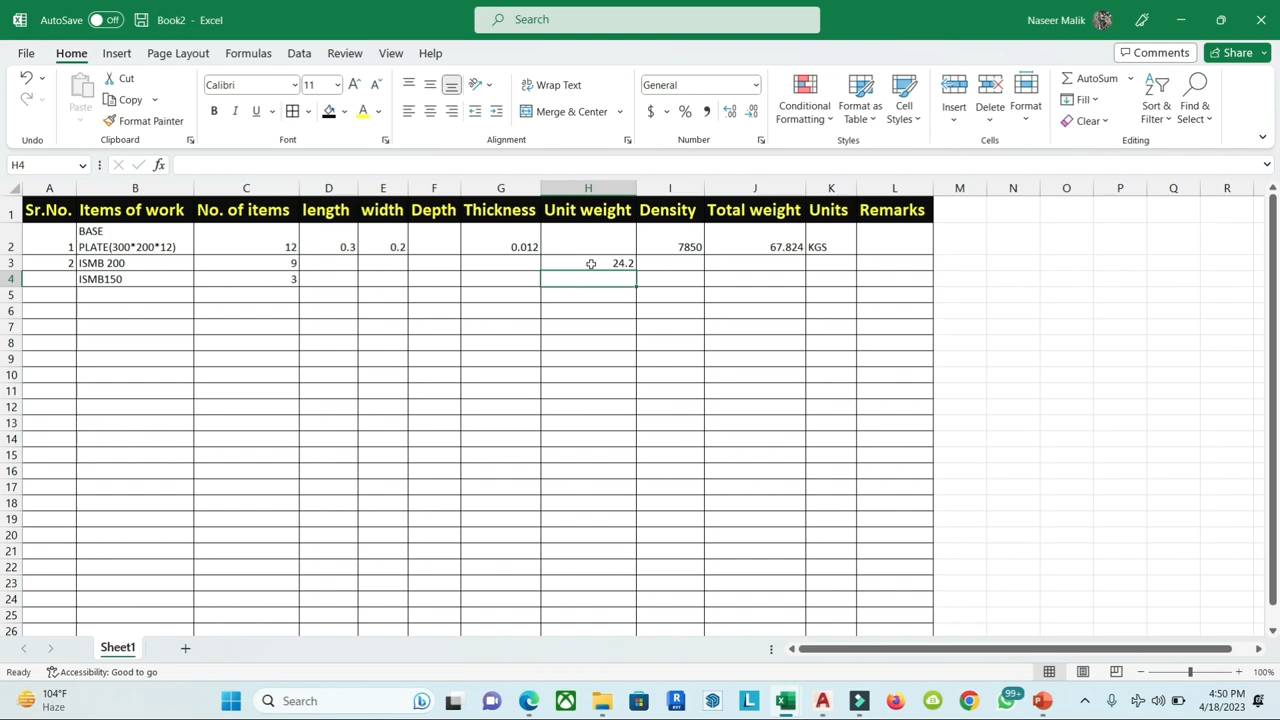 AutoSave Off Book2 - Excel Search Naseer Malik
File Home Insert Page Layout Formulas Data Review View Help Comments Share
Undo
Paste Cut Copy Format Painter Clipboard
Calibri 11 B I U A Font
Wrap Text Merge & Center Alignment
General $ % Number
Conditional Formatting Format as Table Cell Styles Styles
Insert Delete Format Cells
AutoSum Fill Clear Sort & Filter Find & Select Editing
H4 fx
A B C D E F G H I J K L M N O P Q R
1 Sr.No. Items of work No. of items length width Depth Thickness Unit weight Density Total weight Units Remarks
BASE
2 1 PLATE(300*200*12) 12 0.3 0.2 0.012 7850 67.824 KGS
3 2 ISMB 200 9 24.2
4 ISMB150 3
5
6
7
8
9
10
11
12
13
14
15
16
17
18
19
20
21
22
23
24
25
26
Sheet1
Ready Accessibility: Good to go 100%
104°F Haze Search 99+ 4:50 PM 4/18/2023